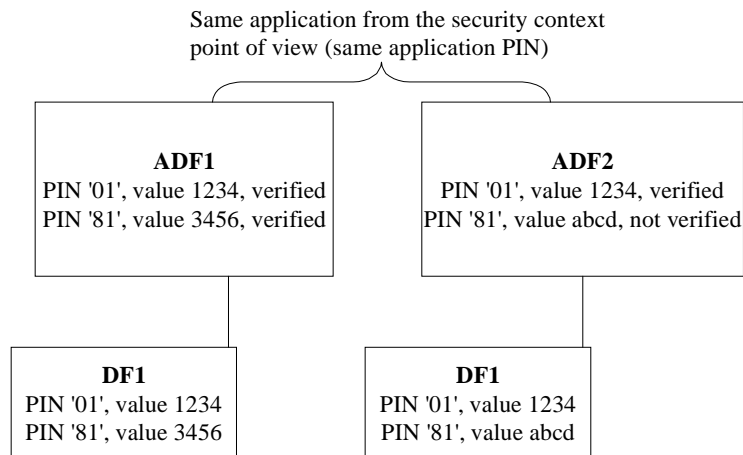 Same application from the security context
point of view (same application PIN)
ADF1
PIN '01', value 1234, verified
PIN '81', value 3456, verified
ADF2
PIN '01', value 1234, verified
PIN '81', value abcd, not verified
DF1
PIN '01', value 1234
PIN '81', value 3456
DF1
PIN '01', value 1234
PIN '81', value abcd